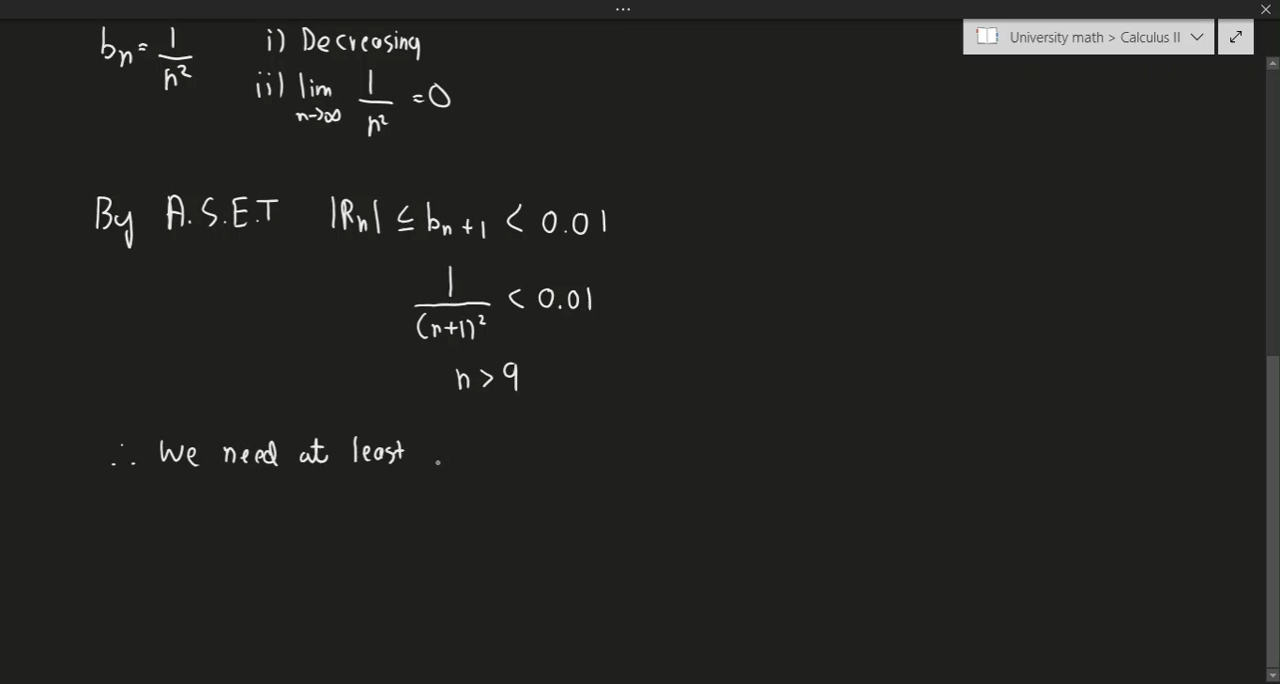 University math > Calculus II
bn = 1/n² i) Decreasing
ii) lim n→∞ 1/n² = 0
By A.S.E.T |Rn| ≤ bn+1 < 0.01
1/(n+1)² < 0.01
n > 9
∴ We need at least